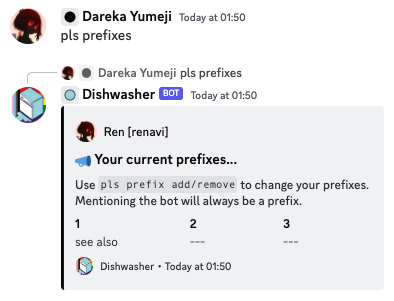 Dareka Yumeji Today at 01:50
pls prefixes
Dareka Yumeji pls prefixes
Dishwasher BOT Today at 01:50
Ren [renavi]
Your current prefixes...
Use pls prefix add/remove to change your prefixes.
Mentioning the bot will always be a prefix.
1 2 3
see also --- ---
Dishwasher • Today at 01:50